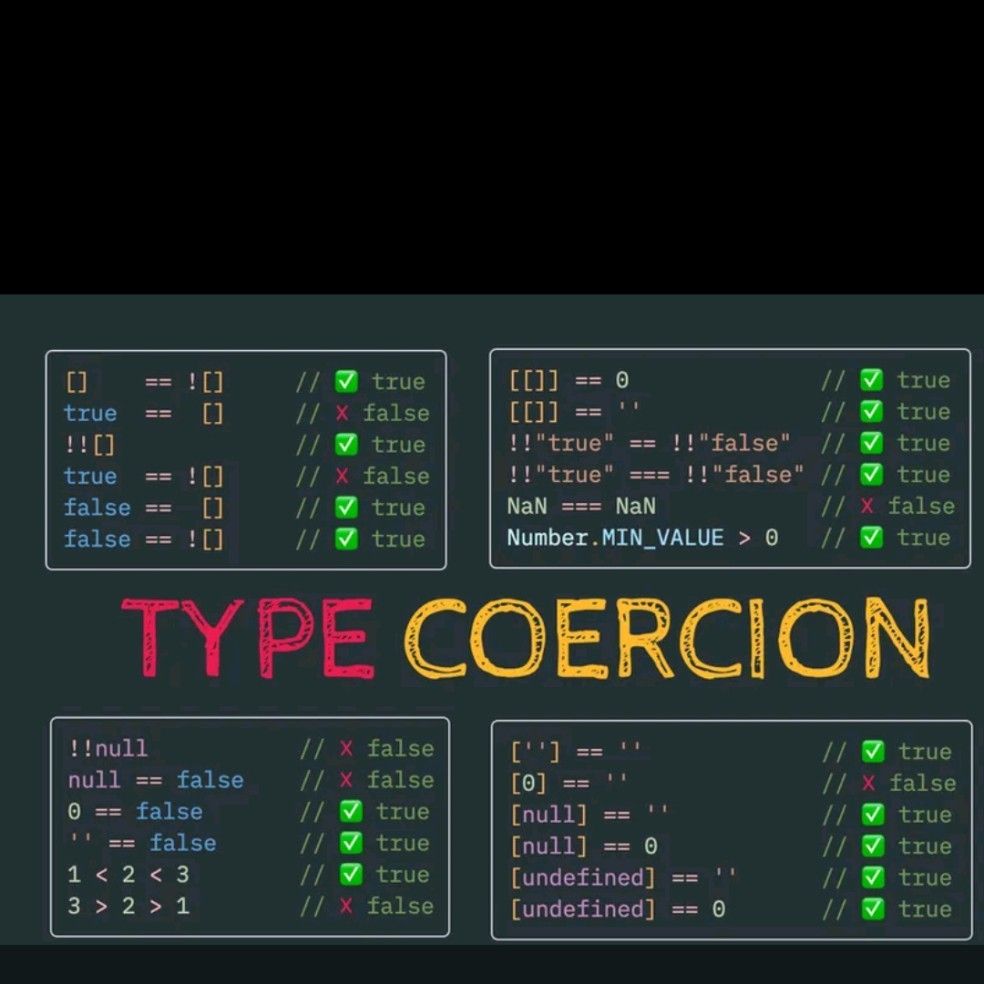 [] == ![] // ✅ true
true == [] // ❌ false
!![] // ✅ true
true == ![] // ❌ false
false == [] // ✅ true
false == ![] // ✅ true
[[]] == 0 // ✅ true
[[]] == '' // ✅ true
!!"true" == !!"false" // ✅ true
!!"true" === !!"false" // ✅ true
NaN === NaN // ❌ false
Number.MIN_VALUE > 0 // ✅ true
TYPE COERCION
!!null // ❌ false
null == false // ❌ false
0 == false // ✅ true
'' == false // ✅ true
1 < 2 < 3 // ✅ true
3 > 2 > 1 // ❌ false
[''] == '' // ✅ true
[0] == '' // ❌ false
[null] == '' // ✅ true
[null] == 0 // ✅ true
[undefined] == '' // ✅ true
[undefined] == 0 // ✅ true